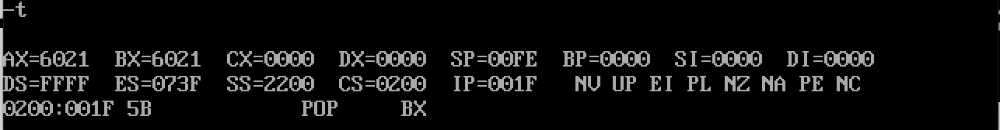 -t
AX=6021 BX=6021 CX=0000 DX=0000 SP=00FE BP=0000 SI=0000 DI=0000
DS=FFFF ES=073F SS=2200 CS=0200 IP=001F NV UP EI PL NZ NA PE NC
0200:001F 5B POP BX